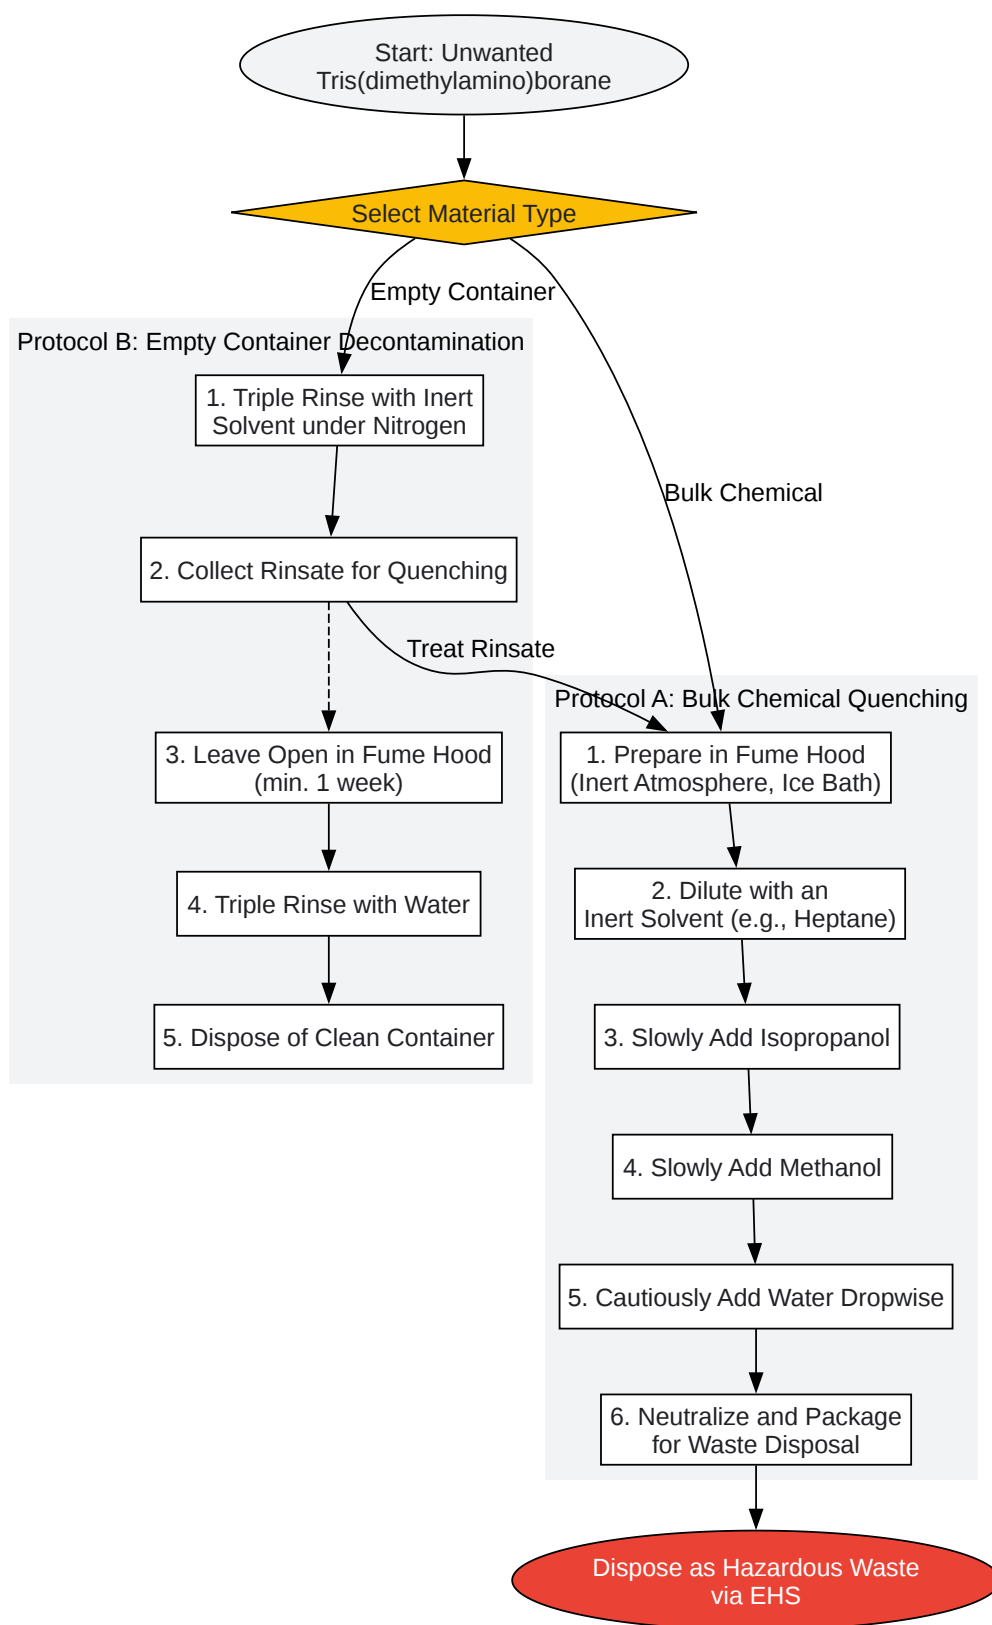 Start: Unwanted
Tris(dimethylamino)borane
Select Material Type
Empty Container
Protocol B: Empty Container Decontamination
1. Triple Rinse with Inert
Solvent under Nitrogen
Bulk Chemical
2. Collect Rinsate for Quenching
Treat Rinsate
Protocol A: Bulk Chemical Quenching
3. Leave Open in Fume Hood
(min. 1 week)
1. Prepare in Fume Hood
(Inert Atmosphere, Ice Bath)
4. Triple Rinse with Water
2. Dilute with an
Inert Solvent (e.g., Heptane)
5. Dispose of Clean Container
3. Slowly Add Isopropanol
4. Slowly Add Methanol
5. Cautiously Add Water Dropwise
6. Neutralize and Package
for Waste Disposal
Dispose as Hazardous Waste
via EHS